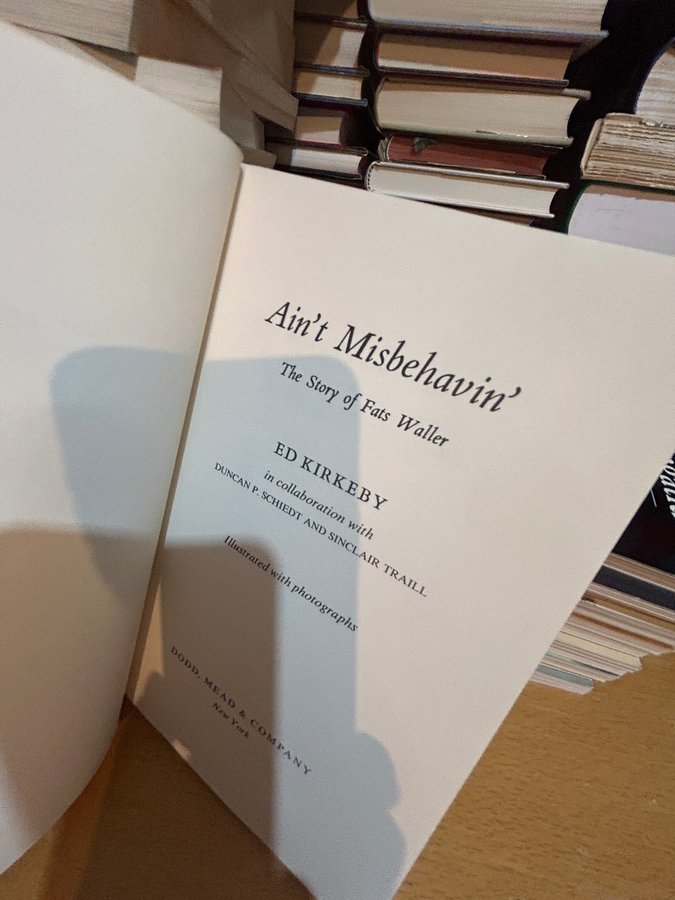 Ain't Misbehavin'
The Story of Fats Waller
ED KIRKEBY
in collaboration with
DUNCAN P. SCHIEDT AND SINCLAIR TRAILL
Illustrated with photographs
DODD, MEAD & COMPANY
New York